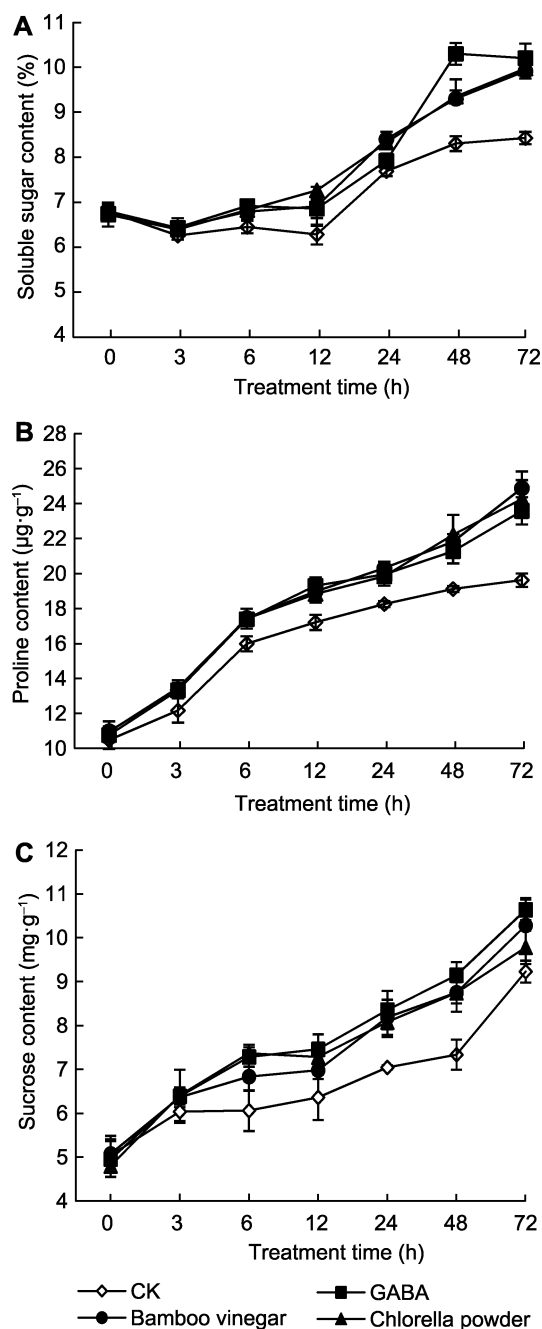 A
Soluble sugar content (%)
11
10
9
8
7
6
5
4
0 3 6 12 24 48 72
Treatment time (h)
B
Proline content (μg·g⁻¹)
28
26
24
22
20
18
16
14
12
10
0 3 6 12 24 48 72
Treatment time (h)
C
Sucrose content (mg·g⁻¹)
12
11
10
9
8
7
6
5
4
0 3 6 12 24 48 72
Treatment time (h)
CK GABA
Bamboo vinegar Chlorella powder